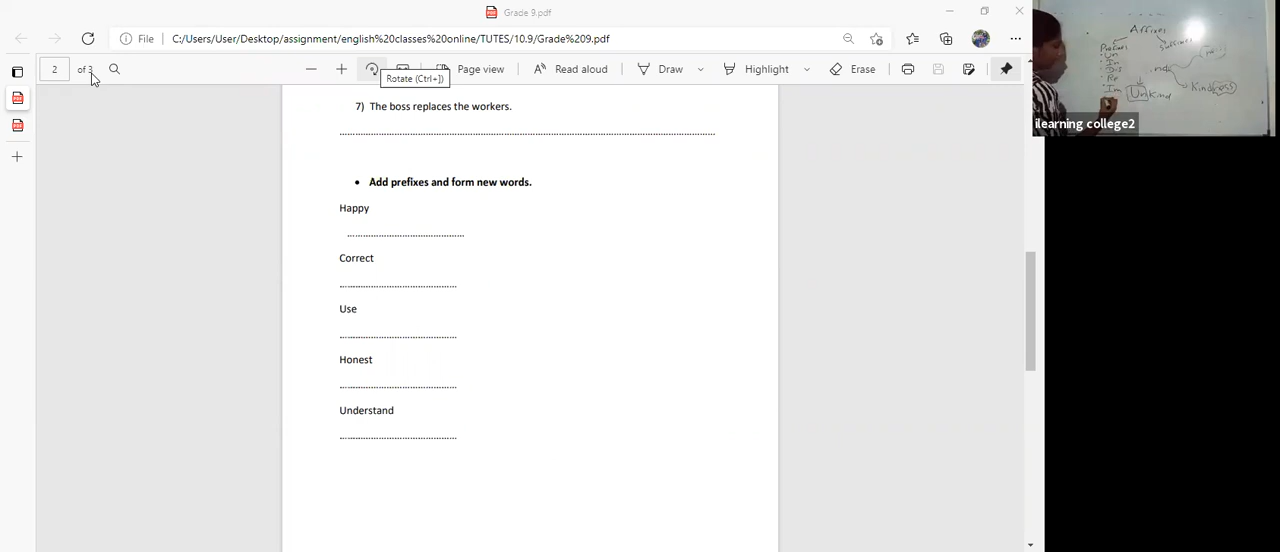 Grade 9.pdf
File C:/Users/User/Desktop/assignment/english%20classes%20online/TUTES/10.9/Grade%209.pdf
2 of 3 Page view Read aloud Draw Highlight Erase
Rotate (Ctrl+])
7) The boss replaces the workers.
• Add prefixes and form new words.
Happy
Correct
Use
Honest
Understand
Affixes
Prefixes Suffixes
• Un
• In
• Dis
• Re
• Im
Unkind
Kindness
ilearning college2